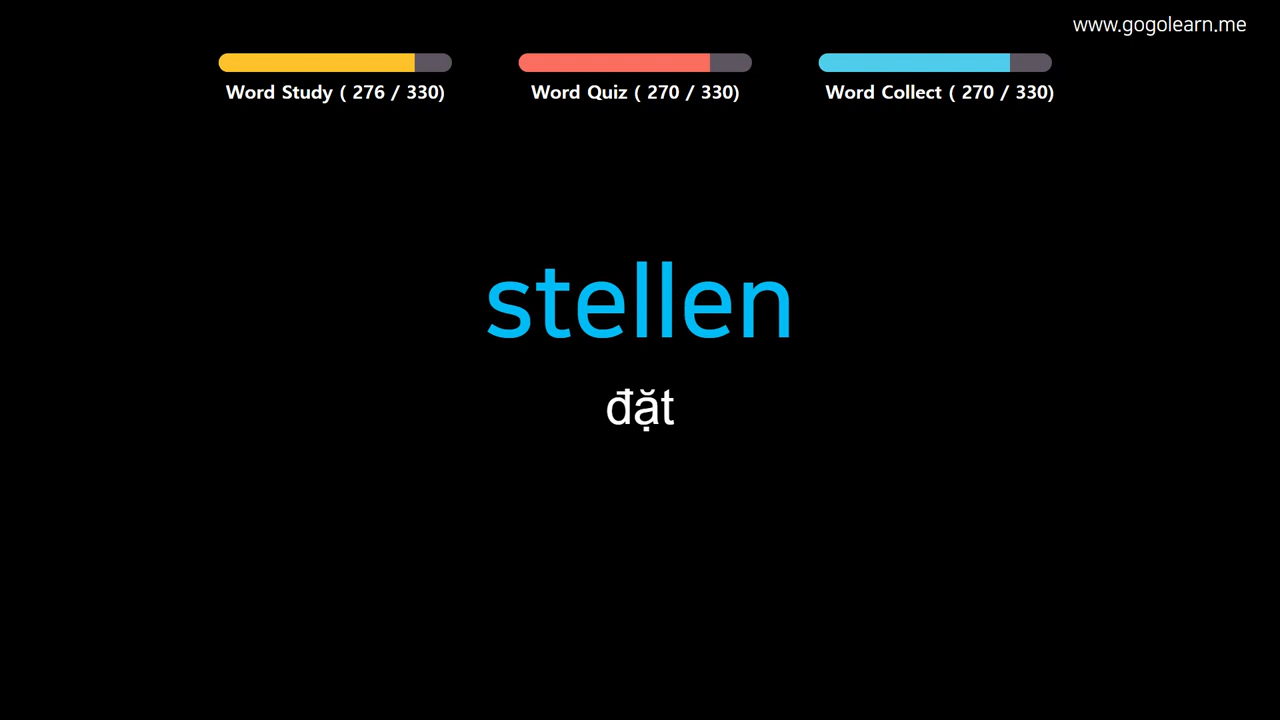 www.gogolearn.me
Word Study ( 276 / 330)
Word Quiz ( 270 / 330)
Word Collect ( 270 / 330)
stellen
đặt